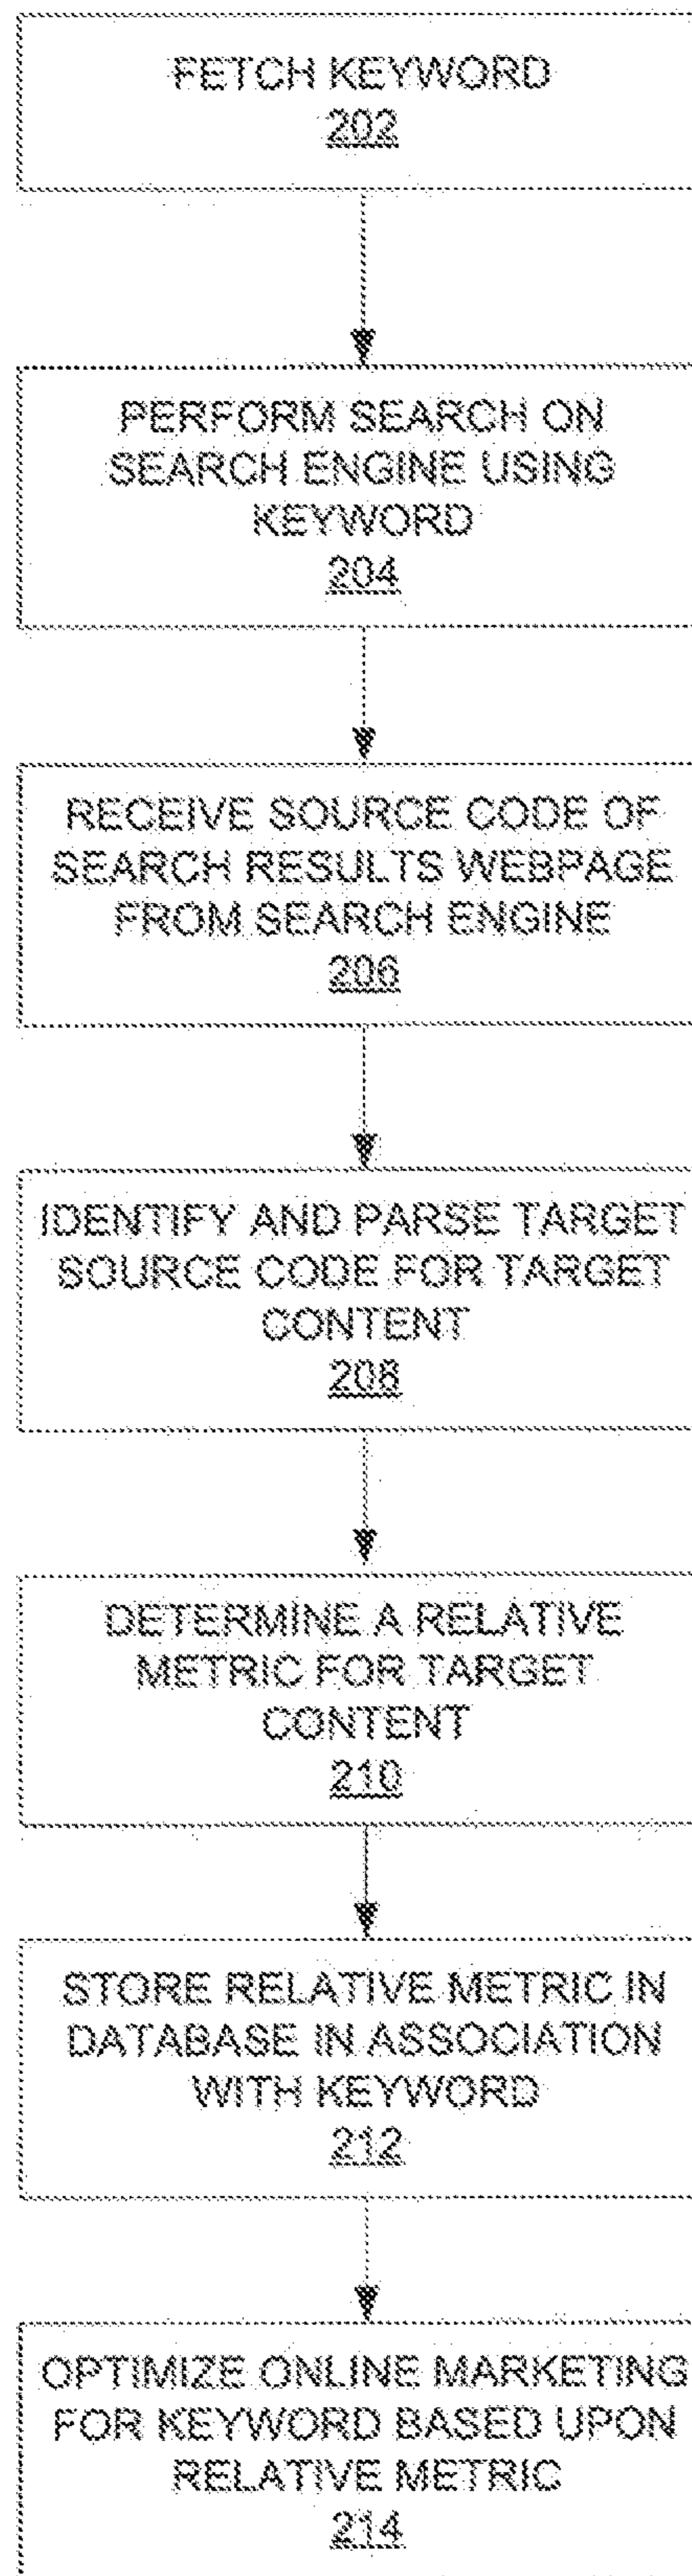 FETCH KEYWORD
202
PERFORM SEARCH ON
SEARCH ENGINE USING
KEYWORD
204
RECEIVE SOURCE CODE OF
SEARCH RESULTS WEBPAGE
FROM SEARCH ENGINE
206
IDENTIFY AND PARSE TARGET
SOURCE CODE FOR TARGET
CONTENT
208
DETERMINE A RELATIVE
METRIC FOR TARGET
CONTENT
210
STORE RELATIVE METRIC IN
DATABASE IN ASSOCIATION
WITH KEYWORD
212
OPTIMIZE ONLINE MARKETING
FOR KEYWORD BASED UPON
RELATIVE METRIC
214